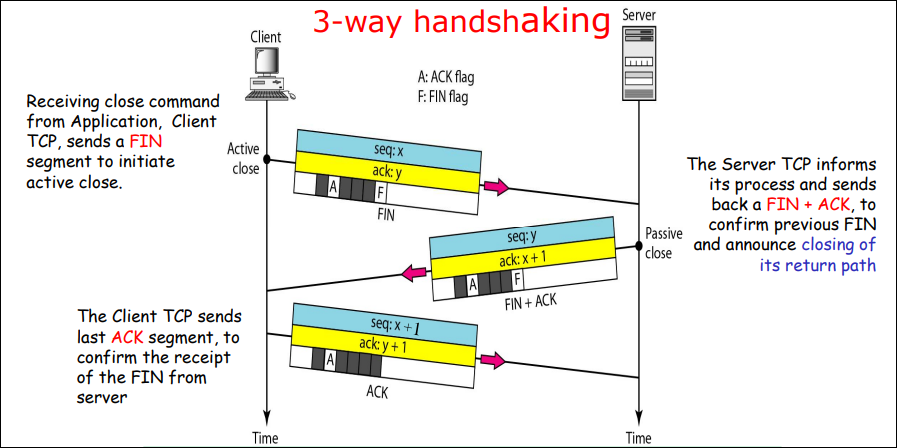 3-way handshaking
Client
Server
A: ACK flag
F: FIN flag
Receiving close command
from Application, Client
TCP, sends a FIN
segment to initiate
active close.
Active
close
seq: x
ack: y
A F
FIN
The Server TCP informs
its process and sends
back a FIN + ACK, to
confirm previous FIN
and announce closing of
its return path
Passive
close
seq: y
ack: x + 1
A F
FIN + ACK
The Client TCP sends
last ACK segment, to
confirm the receipt
of the FIN from
server
seq: x + 1
ack: y + 1
A
ACK
Time
Time